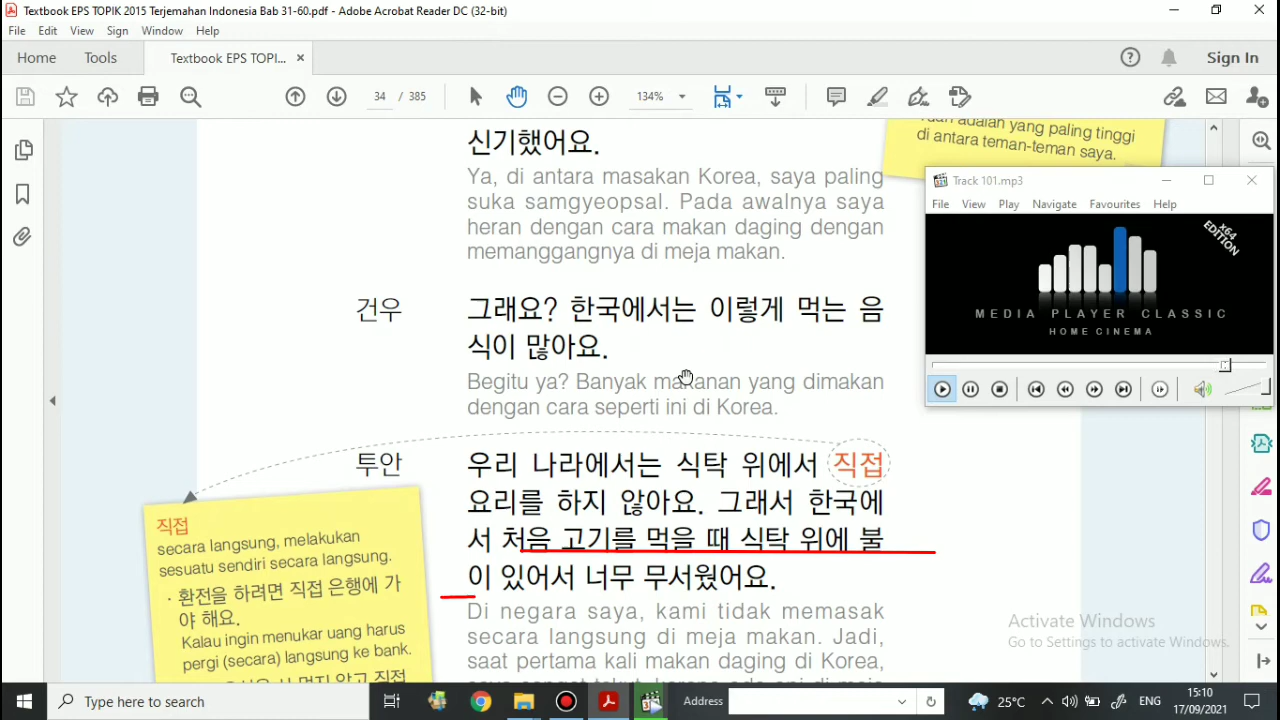 Textbook EPS TOPIK 2015 Terjemahan Indonesia Bab 31-60.pdf - Adobe Acrobat Reader DC (32-bit)
File Edit View Sign Window Help
Home Tools Textbook EPS TOPI... ×
Sign In
34 / 385
134%
신기했어요.
Ya, di antara masakan Korea, saya paling
suka samgyeopsal. Pada awalnya saya
heran dengan cara makan daging dengan
memanggangnya di meja makan.
adalah yang paling tinggi
di antara teman-teman saya.
Track 101.mp3
File View Play Navigate Favourites Help
x64
EDITION
MEDIA PLAYER CLASSIC
HOME CINEMA
건우
그래요? 한국에서는 이렇게 먹는 음
식이 많아요.
Begitu ya? Banyak makanan yang dimakan
dengan cara seperti ini di Korea.
투안
우리 나라에서는 식탁 위에서 직접
요리를 하지 않아요. 그래서 한국에
서 처음 고기를 먹을 때 식탁 위에 불
이 있어서 너무 무서웠어요.
Di negara saya, kami tidak memasak
secara langsung di meja makan. Jadi,
saat pertama kali makan daging di Korea,
직접
secara langsung, melakukan
sesuatu sendiri secara langsung.
· 환전을 하려면 직접 은행에 가
야 해요.
Kalau ingin menukar uang harus
pergi (secara) langsung ke bank.
Activate Windows
Go to Settings to activate Windows.
Type here to search
Address
25°C
ENG
15:10
17/09/2021